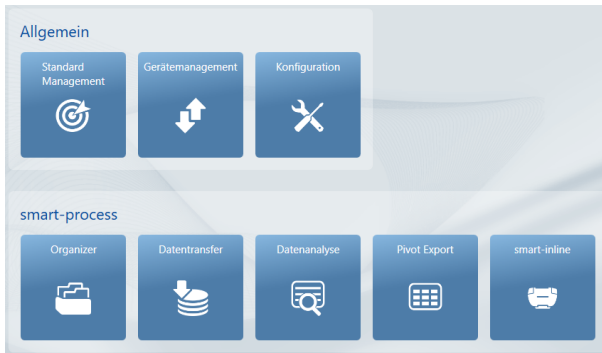 Allgemein
Standard
Management
Gerätemanagement
Konfiguration
smart-process
Organizer
Datentransfer
Datenanalyse
Pivot Export
smart-inline